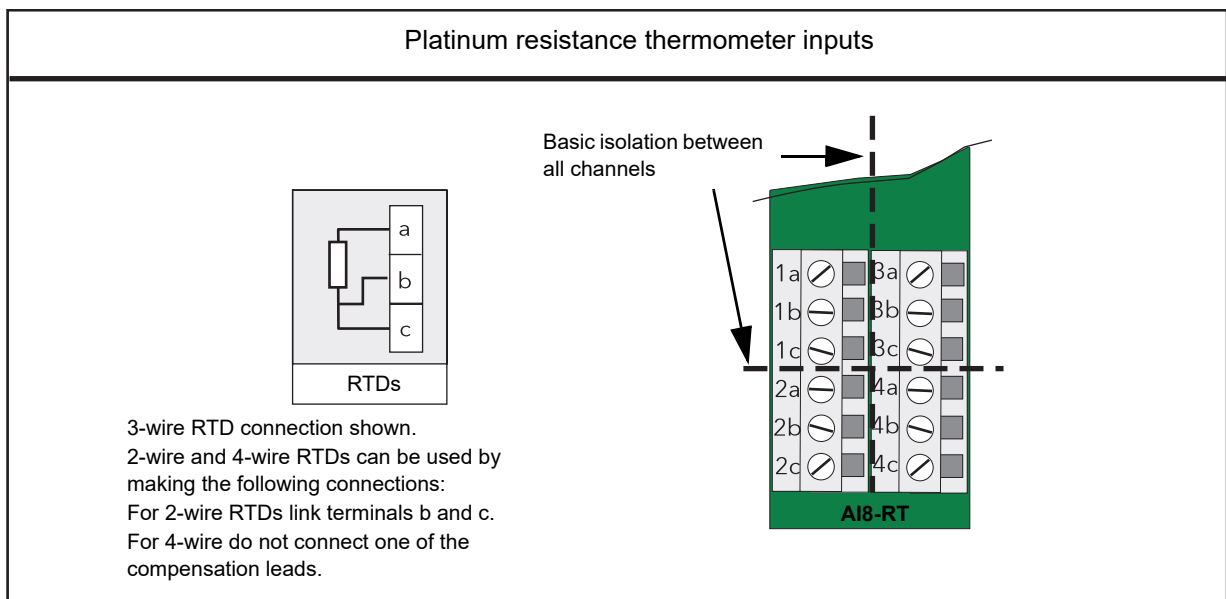 Platinum resistance thermometer inputs
Basic isolation between
all channels
a
b
c
RTDs
3-wire RTD connection shown.
2-wire and 4-wire RTDs can be used by
making the following connections:
For 2-wire RTDs link terminals b and c.
For 4-wire do not connect one of the
compensation leads.
1a 3a
1b 3b
1c 3c
2a 4a
2b 4b
2c 4c
AI8-RT